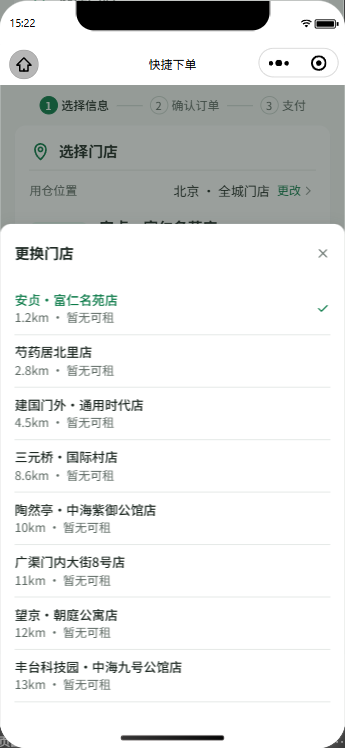 15:22
快捷下单
1 选择信息 2 确认订单 3 支付
选择门店
用仓位置 北京 · 全城门店 更改
安贞·富仁名苑店
更换门店
安贞·富仁名苑店
1.2km · 暂无可租
芍药居北里店
2.8km · 暂无可租
建国门外·通用时代店
4.5km · 暂无可租
三元桥·国际村店
8.6km · 暂无可租
陶然亭·中海紫御公馆店
10km · 暂无可租
广渠门内大街8号店
11km · 暂无可租
望京·朝庭公寓店
12km · 暂无可租
丰台科技园·中海九号公馆店
13km · 暂无可租